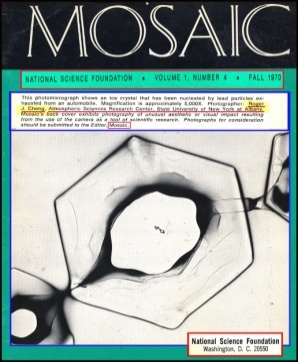 MOSAIC
NATIONAL SCIENCE FOUNDATION • VOLUME 1, NUMBER 4 • FALL 1970
This photomicrograph shows an ice crystal that has been nucleated by lead particles ex-
hausted from an automobile. Magnification is approximately 5,000X. Photographer: Roger
J. Cheng, Atmospheric Sciences Research Center, State University of New York at Albany.
Mosaic's back cover exhibits photography of unusual aesthetic or visual impact resulting
from the use of the camera as a tool of scientific research. Photographs for consideration
should be submitted to the Editor, Mosaic.
National Science Foundation
Washington, D. C. 20550